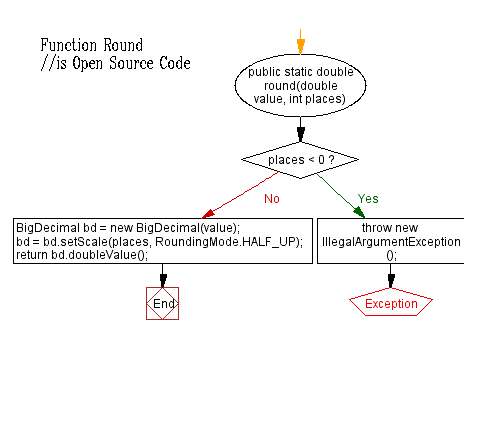 Function Round
//is Open Source Code
public static double
round(double
value, int places)
places < 0 ?
No
Yes
BigDecimal bd = new BigDecimal(value);
bd = bd.setScale(places, RoundingMode.HALF_UP);
return bd.doubleValue();
throw new
IllegalArgumentException
();
End
Exception